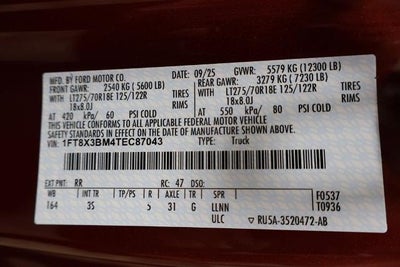 MFD. BY FORD MOTOR CO.
DATE: 09/25 GVWR: 5579 KG (12300 LB)
FRONT GAWR: 2540 KG (5600 LB) REAR GAWR: 3279 KG (7230 LB)
WITH LT275/70R18E 125/122R TIRES WITH LT275/70R18E 125/122R TIRES
18x8.0J RIMS 18x8.0J RIMS
AT 420 kPa/ 60 PSI COLD AT 550 kPa/ 80 PSI COLD
THIS VEHICLE CONFORMS TO ALL APPLICABLE FEDERAL MOTOR VEHICLE
SAFETY STANDARDS IN EFFECT ON THE DATE OF MANUFACTURE SHOWN ABOVE.
VIN: 1FT8X3BM4TEC87043 TYPE: Truck
EXT PNT: RR RC: 47 DSO:
WB INT TR TP/PS R AXLE TR SPR F0537
164 3S 5 31 G LLNN T0936
ULC RU5A-3520472-AB